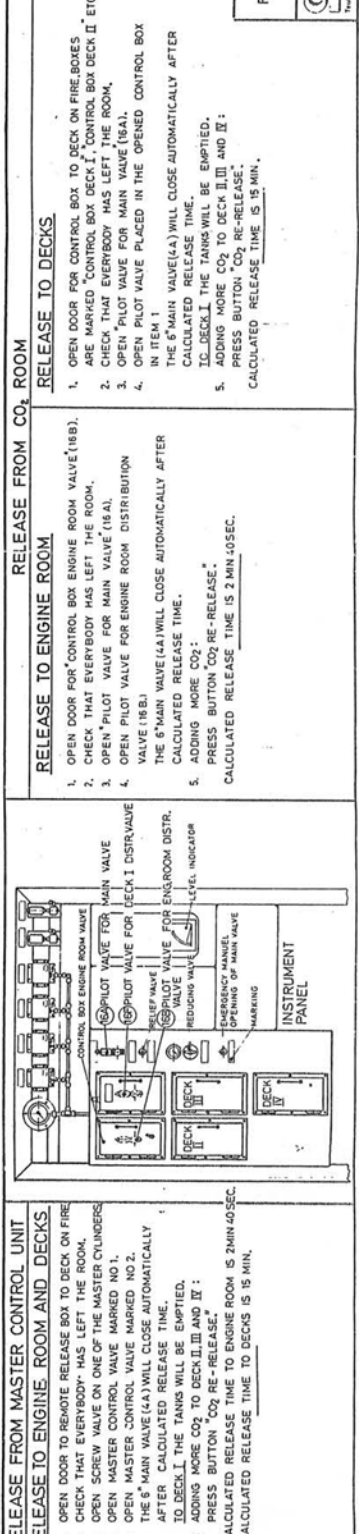 ELEASE FROM MASTER CONTROL UNIT
ELEASE TO ENGINE ROOM AND DECKS
OPEN DOOR TO REMOTE RELEASE BOX TO DECK ON FIRE
CHECK THAT EVERYBODY HAS LEFT THE ROOM.
OPEN SCREW VALVE ON ONE OF THE MASTER CYLINDERS
OPEN MASTER CONTROL VALVE MARKED NO 1.
OPEN MASTER CONTROL VALVE MARKED NO 2.
THE 6" MAIN VALVE (4A) WILL CLOSE AUTOMATICALLY
AFTER CALCULATED RELEASE TIME.
TO DECK I THE TANKS WILL BE EMPTIED.
ADDING MORE CO2 TO DECK II, III AND IV :
PRESS BUTTON "CO2 RE-RELEASE."
ALCULATED RELEASE TIME TO ENGINE ROOM IS 2MIN 40SEC.
ALCULATED RELEASE TIME TO DECKS IS 15 MIN.
CONTROL BOX ENGINE ROOM VALVE
16A PILOT VALVE FOR MAIN VALVE
PILOT VALVE FOR DECK I DISTR.VALVE
RELIEF VALVE
16B PILOT VALVE FOR ENG.ROOM DISTR.
VALVE
REDUCING VALVE
LEVEL INDICATOR
EMERGENCY MANUEL
OPENING OF MAIN VALVE
MARKING
INSTRUMENT
PANEL
DECK
II
DECK
III
DECK
IV
RELEASE FROM CO2 ROOM
RELEASE TO ENGINE ROOM
1. OPEN DOOR FOR "CONTROL BOX ENGINE ROOM VALVE" (16B).
2. CHECK THAT EVERYBODY HAS LEFT THE ROOM.
3. OPEN "PILOT VALVE FOR MAIN VALVE" (16A).
4. OPEN PILOT VALVE FOR ENGINE ROOM DISTRIBUTION
VALVE (16B.)
THE 6" MAIN VALVE (4A) WILL CLOSE AUTOMATICALLY AFTER
CALCULATED RELEASE TIME.
5. ADDING MORE CO2 :
PRESS BUTTON "CO2 RE-RELEASE."
CALCULATED RELEASE TIME IS 2 MIN 40SEC.
RELEASE TO DECKS
1. OPEN DOOR FOR CONTROL BOX TO DECK ON FIRE.BOXES
ARE MARKED "CONTROL BOX DECK I", "CONTROL BOX DECK II" ETC
2. CHECK THAT EVERYBODY HAS LEFT THE ROOM.
3. OPEN "PILOT VALVE FOR MAIN VALVE" (16A).
4. OPEN PILOT VALVE PLACED IN THE OPENED CONTROL BOX
IN ITEM 1
THE 6" MAIN VALVE (4A) WILL CLOSE AUTOMATICALLY AFTER
CALCULATED RELEASE TIME.
TO DECK I THE TANKS WILL BE EMPTIED.
5. ADDING MORE CO2 TO DECK II, III AND IV :
PRESS BUTTON "CO2 RE-RELEASE."
CALCULATED RELEASE TIME IS 15 MIN.